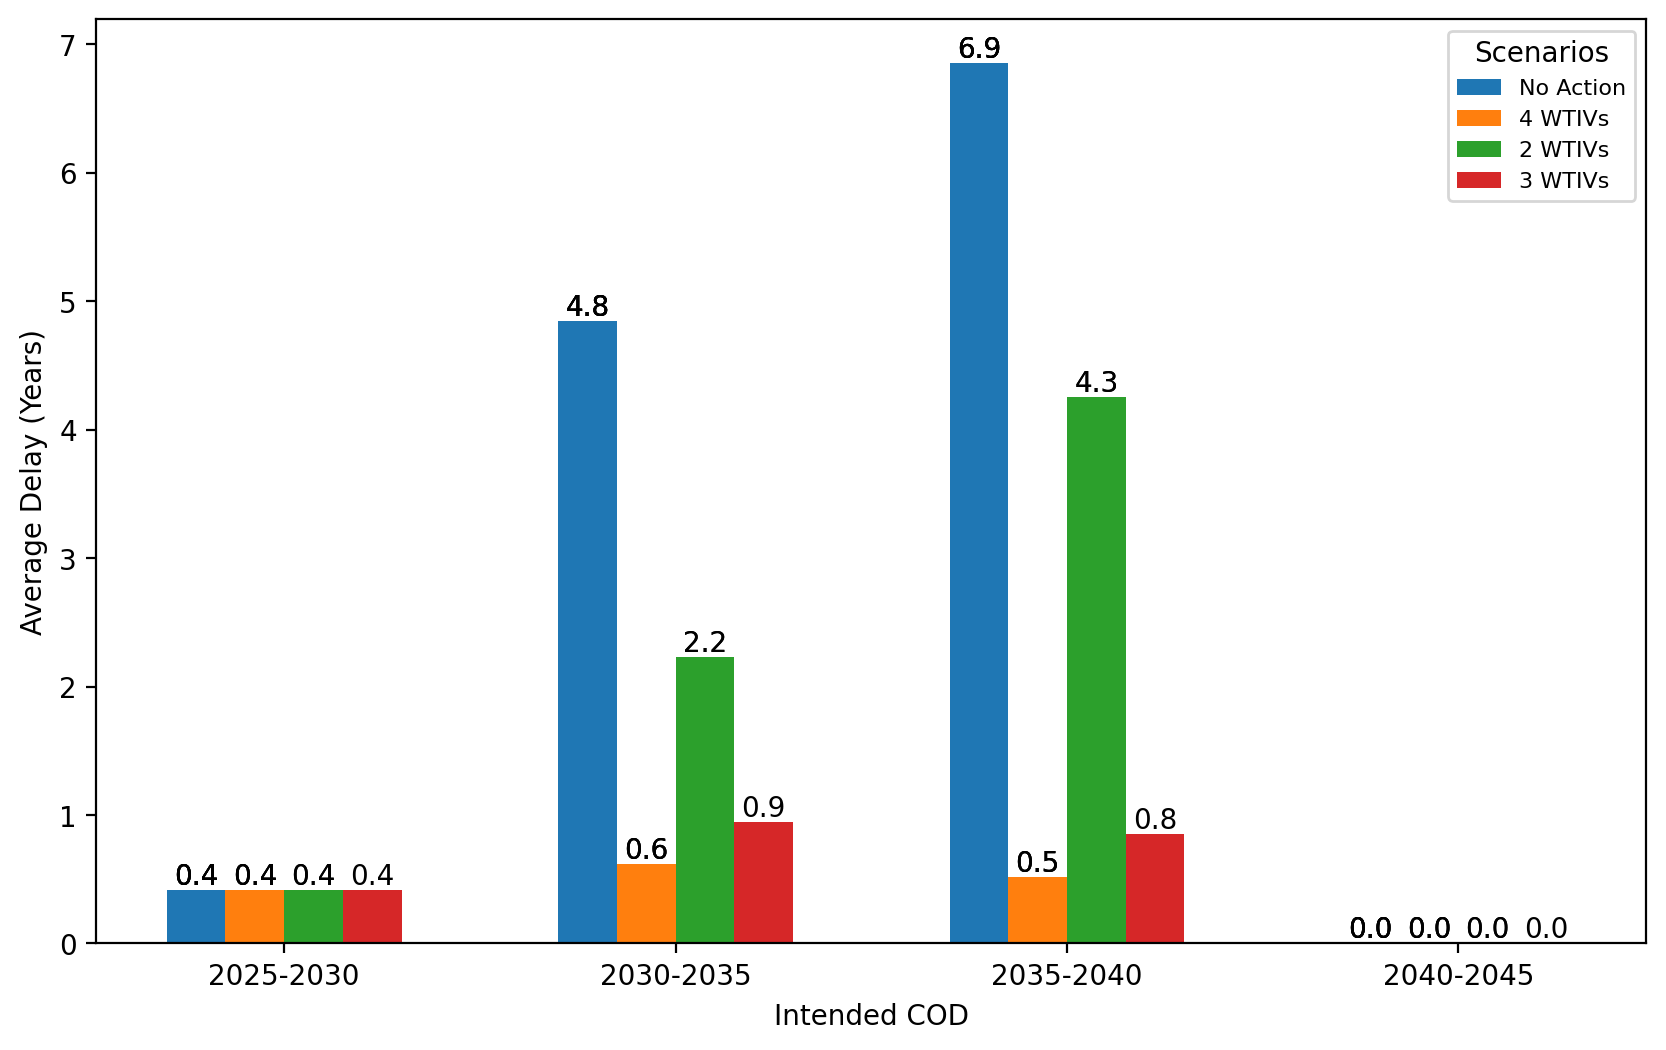 7
6
5
4
3
2
1
0
Average Delay (Years)
Scenarios
No Action
4 WTIVs
2 WTIVs
3 WTIVs
0.4 0.4 0.4 0.4
4.8
0.6
2.2
0.9
6.9
0.5
4.3
0.8
0.0 0.0 0.0 0.0
2025-2030 2030-2035 2035-2040 2040-2045
Intended COD